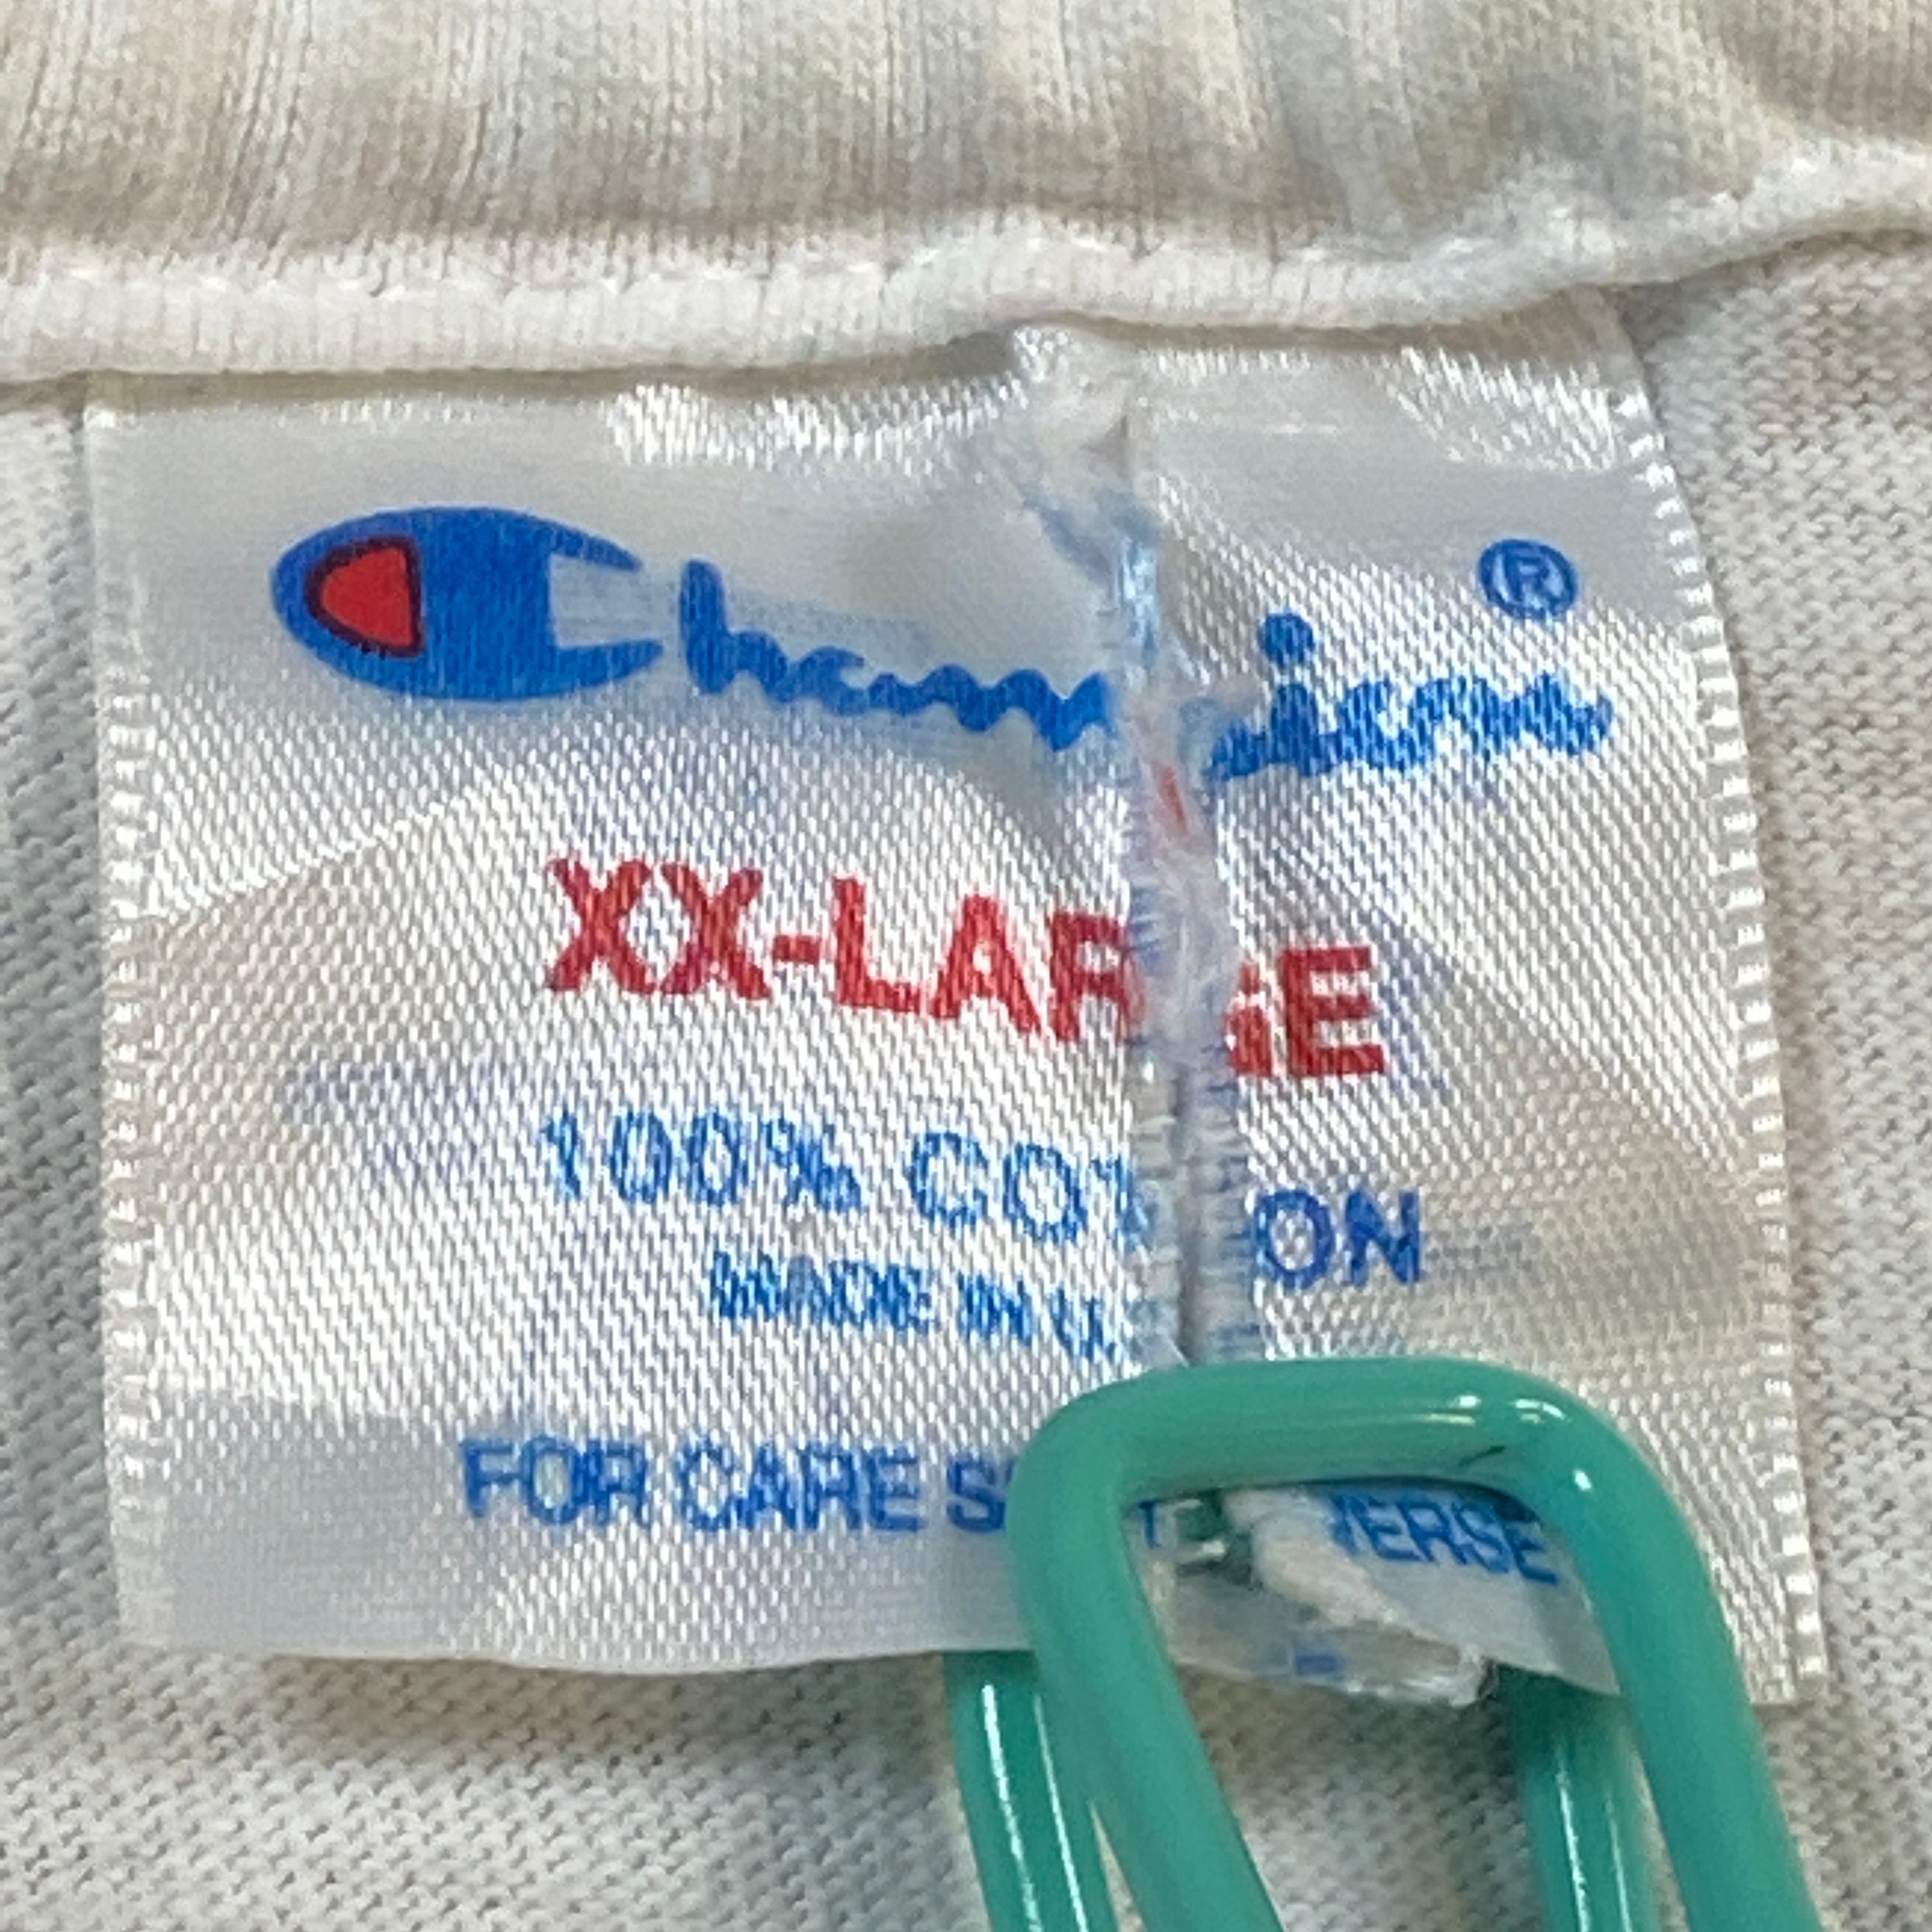 Champion ®
XX-LARGE
100% COTTON
MADE IN U.S.
FOR CARE SEE REVERSE